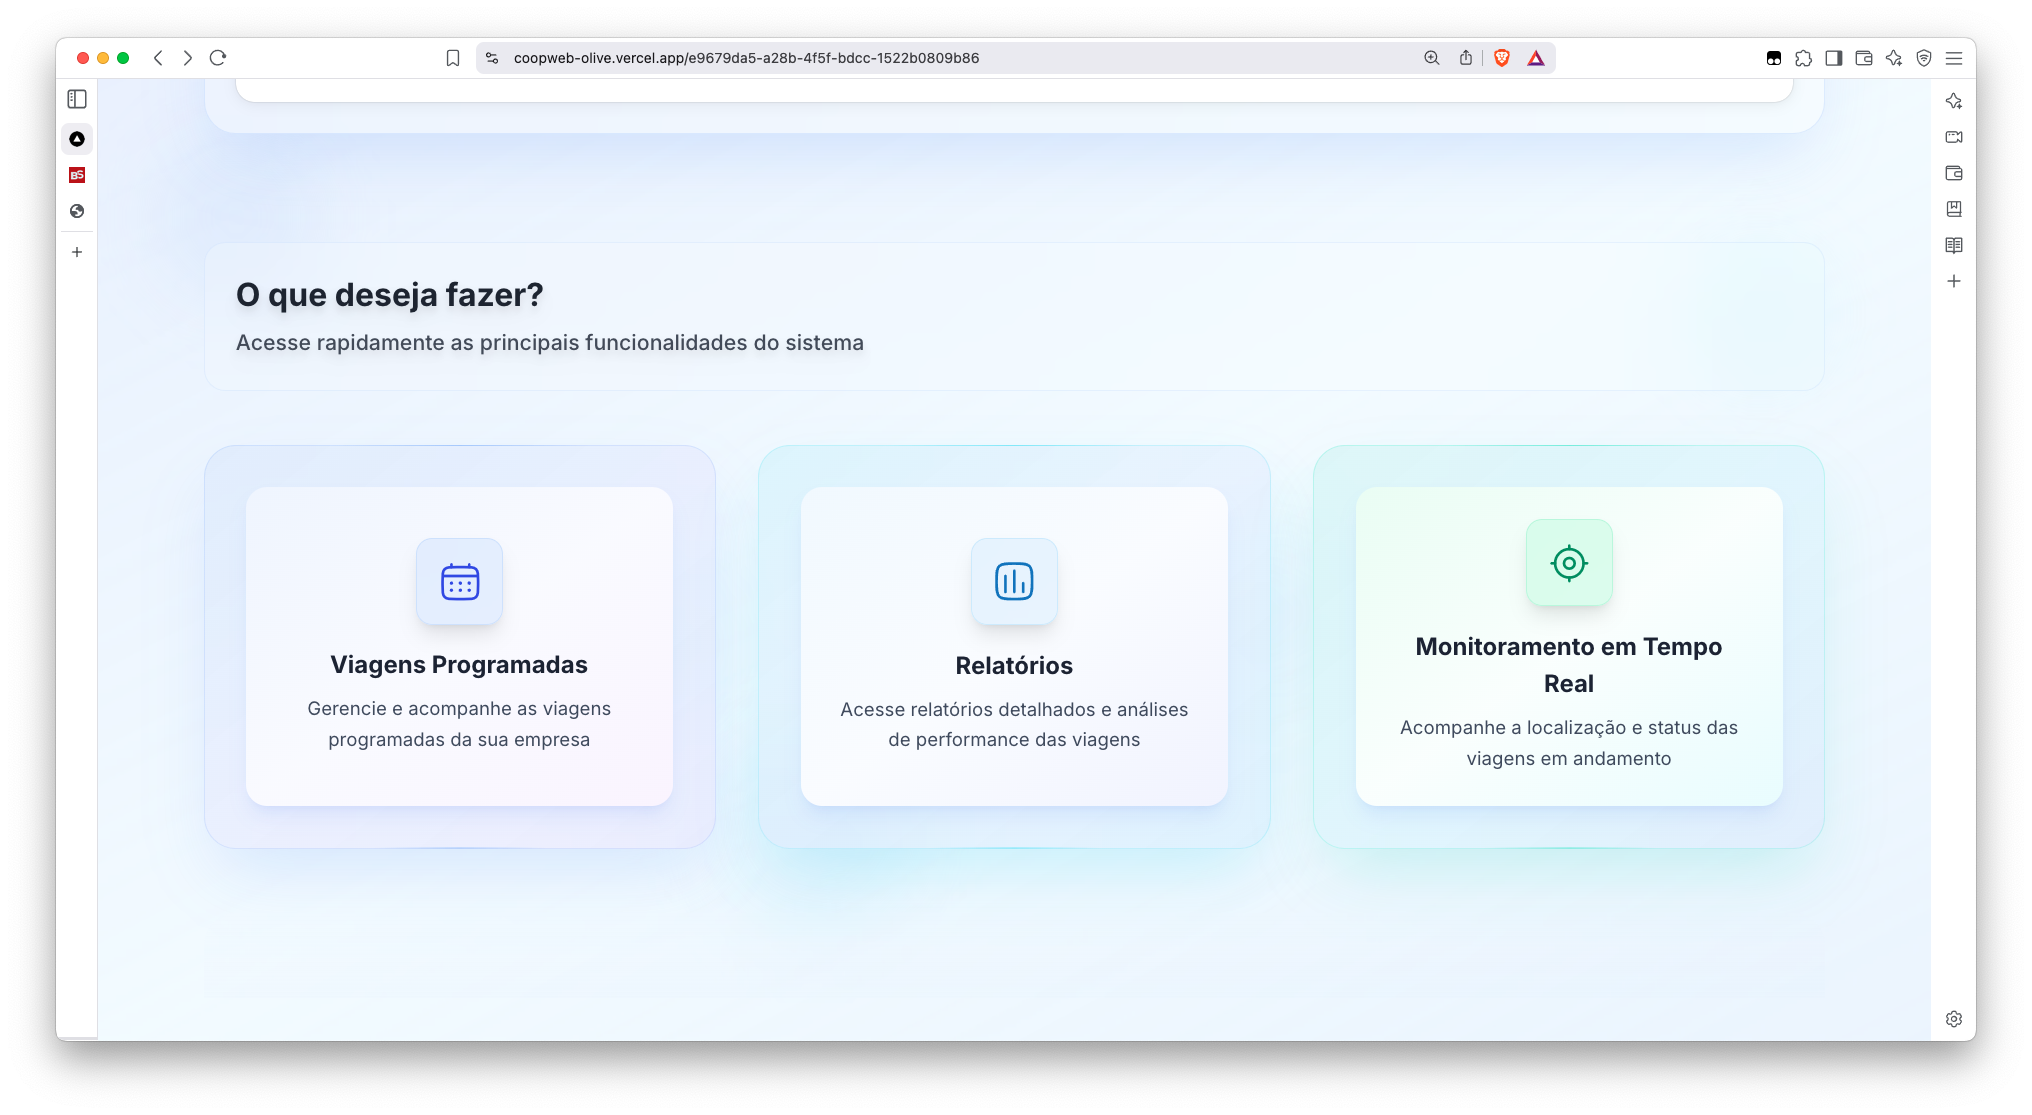 coopweb-olive.vercel.app/e9679da5-a28b-4f5f-bdcc-1522b0809b86
BS
O que deseja fazer?
Acesse rapidamente as principais funcionalidades do sistema
Viagens Programadas
Gerencie e acompanhe as viagens
programadas da sua empresa
Relatórios
Acesse relatórios detalhados e análises
de performance das viagens
Monitoramento em Tempo
Real
Acompanhe a localização e status das
viagens em andamento